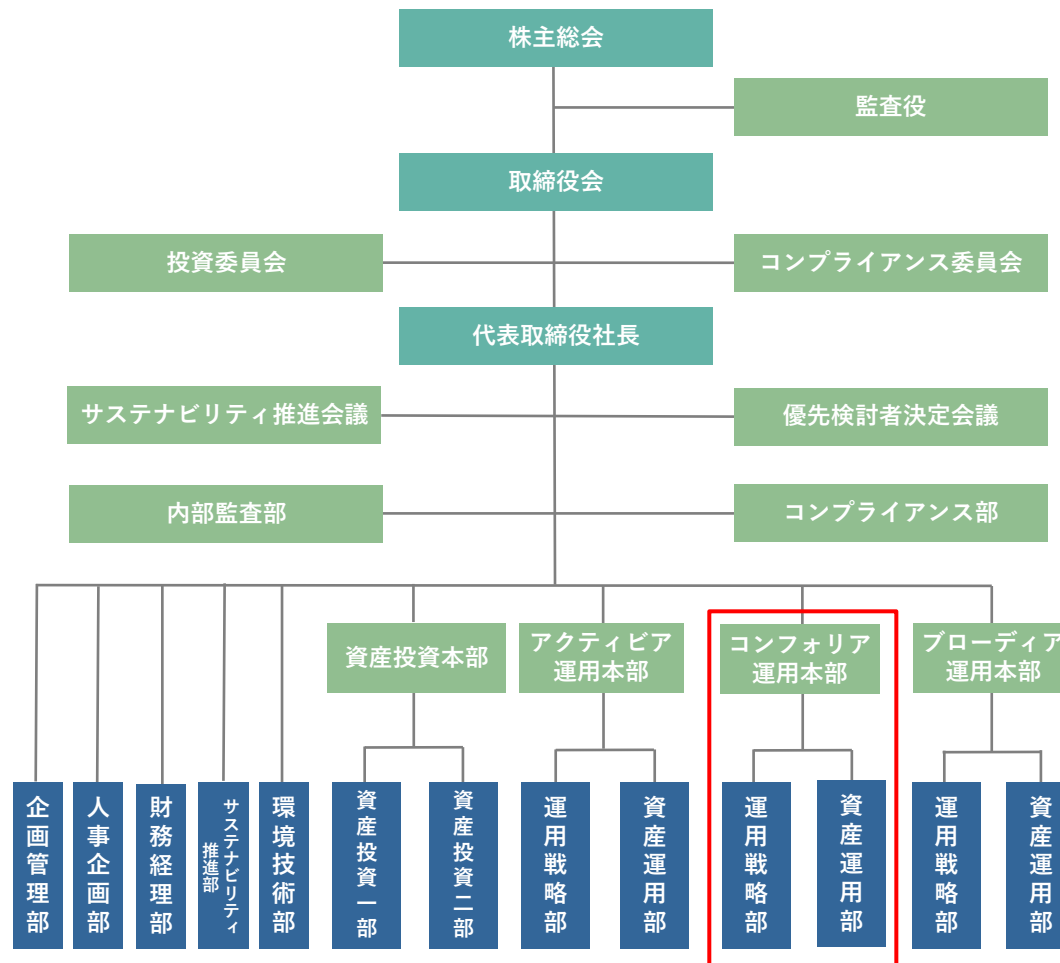 株主総会
監査役
取締役会
投資委員会
コンプライアンス委員会
代表取締役社長
サステナビリティ推進会議
優先検討者決定会議
内部監査部
コンプライアンス部
資産投資本部
アクティビア
運用本部
コンフォリア
運用本部
ブローディア
運用本部
企画管理部
人事企画部
財務経理部
サステナビリティ
推進部
環境技術部
資産投資一部
資産投資二部
運用戦略部
資産運用部
運用戦略部
資産運用部
運用戦略部
資産運用部